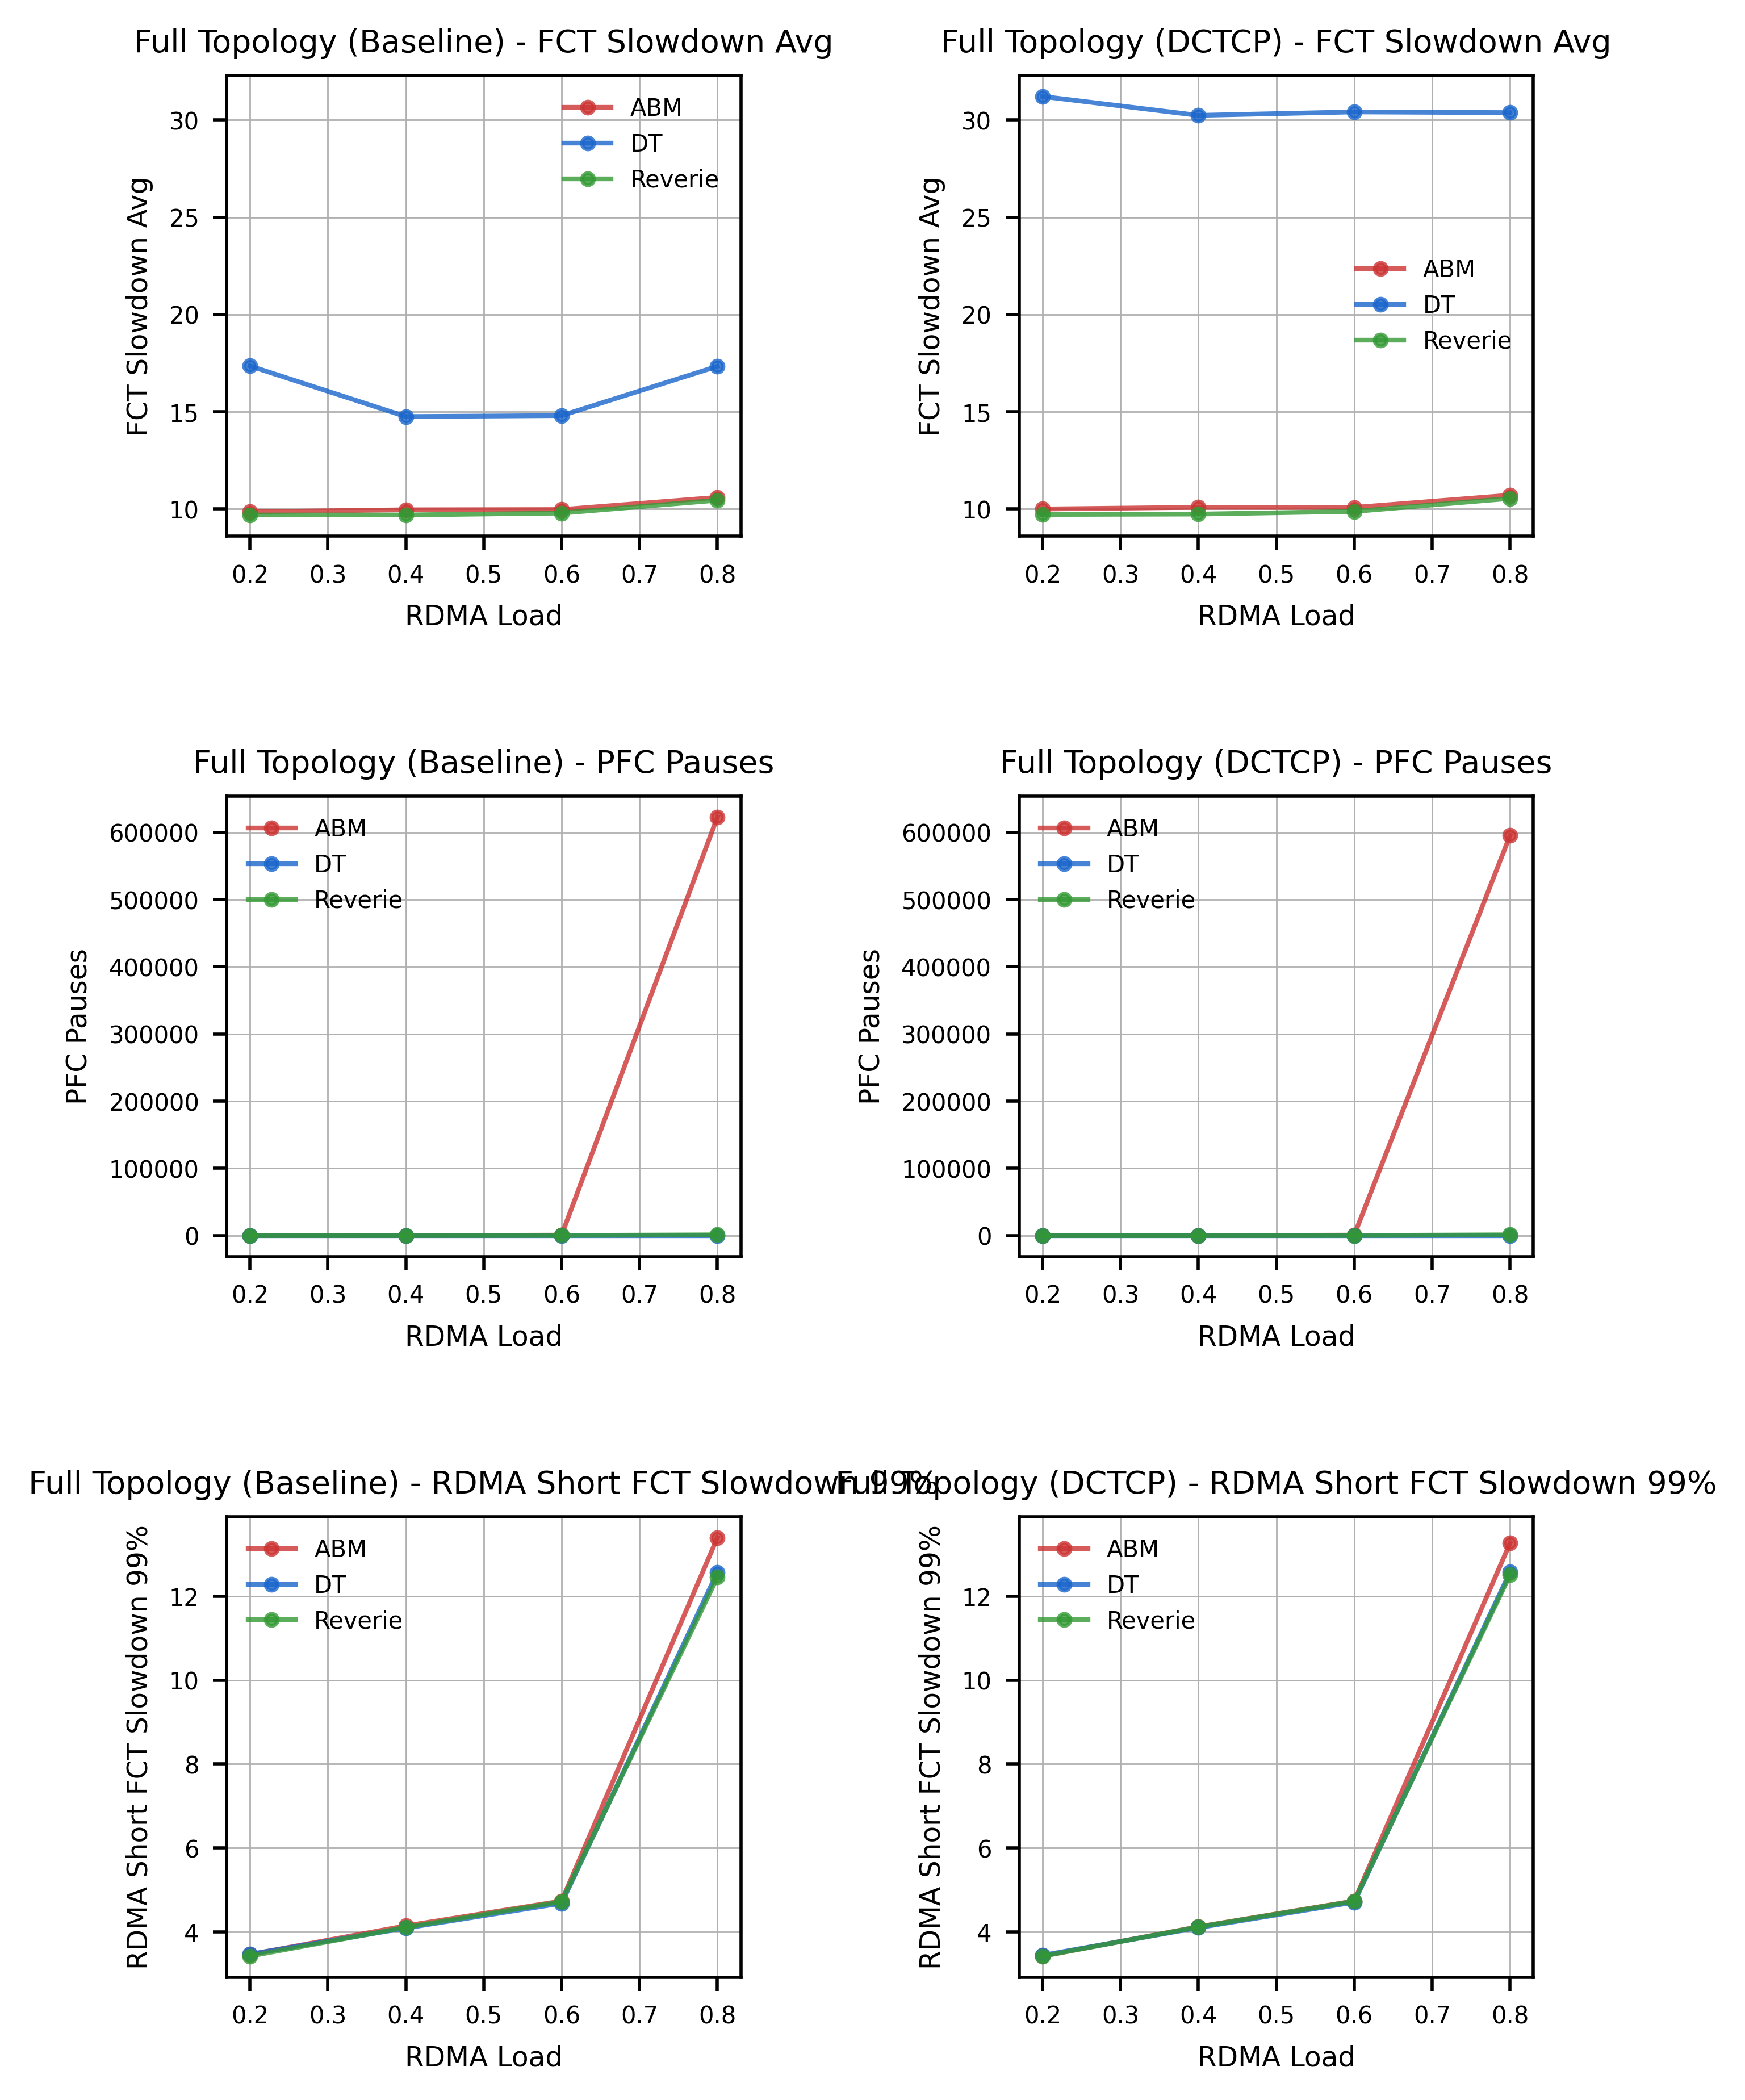 Full Topology (Baseline) - FCT Slowdown Avg
FCT Slowdown Avg
30
25
20
15
10
ABM
DT
Reverie
0.2 0.3 0.4 0.5 0.6 0.7 0.8
RDMA Load
Full Topology (DCTCP) - FCT Slowdown Avg
FCT Slowdown Avg
30
25
20
15
10
ABM
DT
Reverie
0.2 0.3 0.4 0.5 0.6 0.7 0.8
RDMA Load
Full Topology (Baseline) - PFC Pauses
PFC Pauses
600000
500000
400000
300000
200000
100000
0
ABM
DT
Reverie
0.2 0.3 0.4 0.5 0.6 0.7 0.8
RDMA Load
Full Topology (DCTCP) - PFC Pauses
PFC Pauses
600000
500000
400000
300000
200000
100000
0
ABM
DT
Reverie
0.2 0.3 0.4 0.5 0.6 0.7 0.8
RDMA Load
Full Topology (Baseline) - RDMA Short FCT Slowdown 99%
RDMA Short FCT Slowdown 99%
12
10
8
6
4
ABM
DT
Reverie
0.2 0.3 0.4 0.5 0.6 0.7 0.8
RDMA Load
Full Topology (DCTCP) - RDMA Short FCT Slowdown 99%
RDMA Short FCT Slowdown 99%
12
10
8
6
4
ABM
DT
Reverie
0.2 0.3 0.4 0.5 0.6 0.7 0.8
RDMA Load